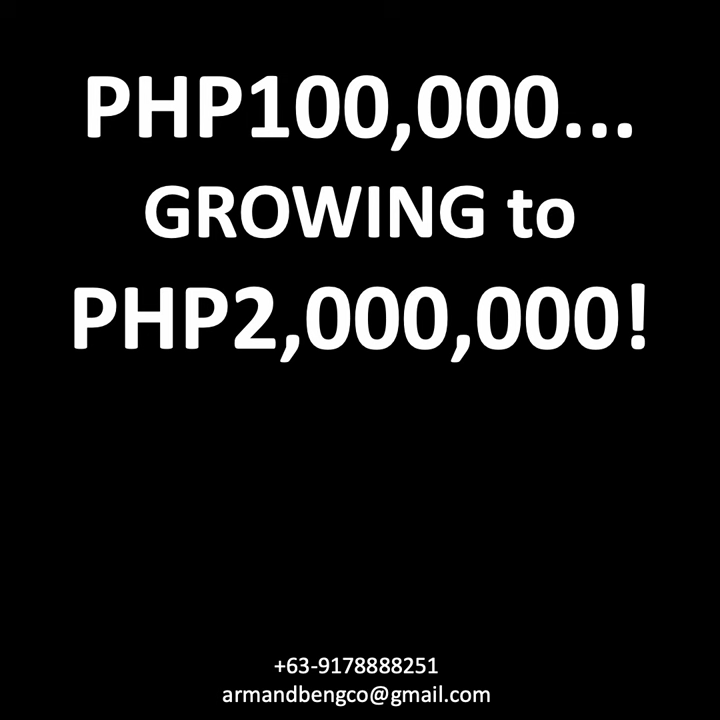 PHP100,000...
GROWING to
PHP2,000,000!
+63-9178888251
armandbengco@gmail.com